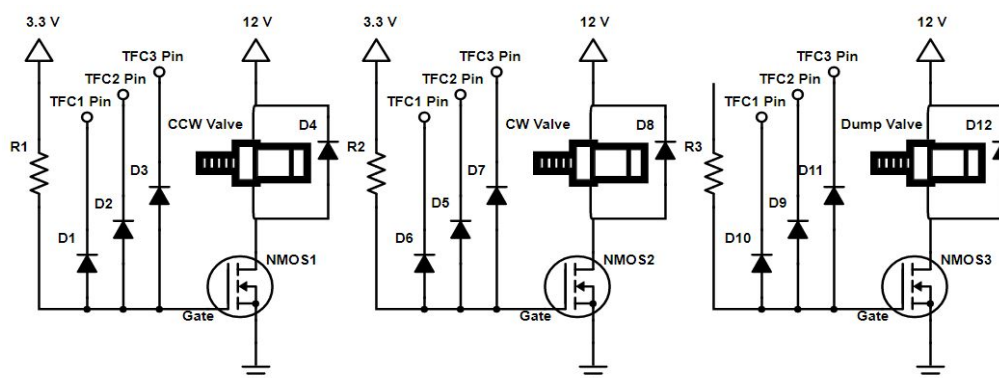 3.3 V
12 V
TFC3 Pin
TFC2 Pin
TFC1 Pin
CCW Valve
D4
R1
D3
D2
D1
NMOS1
Gate
3.3 V
12 V
TFC3 Pin
TFC2 Pin
TFC1 Pin
CW Valve
D8
R2
D7
D5
D6
NMOS2
Gate
12 V
TFC3 Pin
TFC2 Pin
TFC1 Pin
Dump Valve
D12
R3
D11
D9
D10
NMOS3
Gate